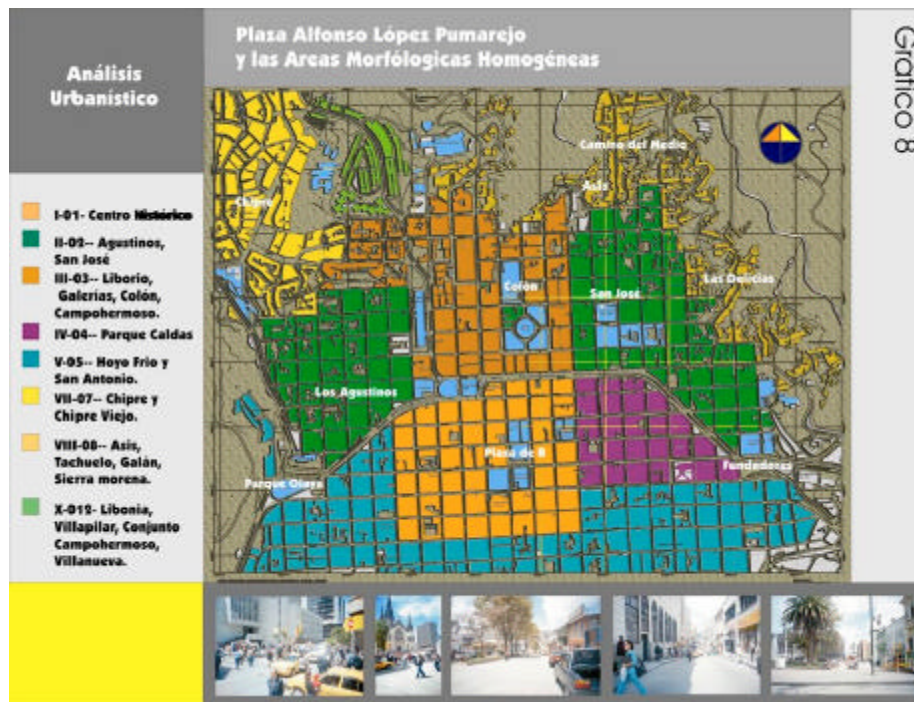 Plaza Alfonso López Pumarejo
y las Areas Morfólogicas Homogéneas
Análisis
Urbanístico
Gráfico 8
I-01- Centro Histórico
II-02-- Agustinos,
San José
III-03-- Liborio,
Galerías, Colón,
Campohermoso.
IV-04-- Parque Caldas
V-05-- Hoyo Frio y
San Antonio.
VII-07-- Chipre y
Chipre Viejo.
VIII-08-- Asis,
Tachuelo, Galán,
Sierra morena.
X-012- Libonia,
Villapilar, Conjunto
Campohermoso,
Villanueva.
Camino del Medio
Asis
Chipre
Las Delicias
Colón
San José
Los Agustinos
Plaza de B
Fundadores
Parque Olaya